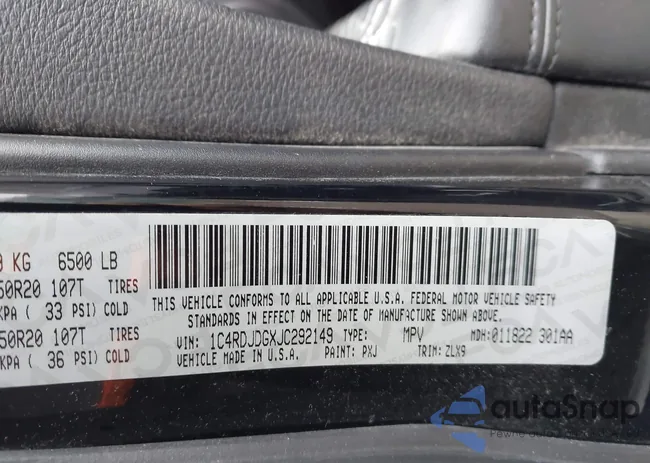 KG 6500 LB
50R20 107T TIRES
KPA ( 33 PSI) COLD
50R20 107T TIRES
KPA ( 36 PSI) COLD
THIS VEHICLE CONFORMS TO ALL APPLICABLE U.S.A. FEDERAL MOTOR VEHICLE SAFETY
STANDARDS IN EFFECT ON THE DATE OF MANUFACTURE SHOWN ABOVE.
VIN: 1C4RDJDGXJC292149 TYPE: MPV MDH: 011822 301AA
VEHICLE MADE IN U.S.A. PAINT: PXJ TRIM: ZLX9
autoSnap